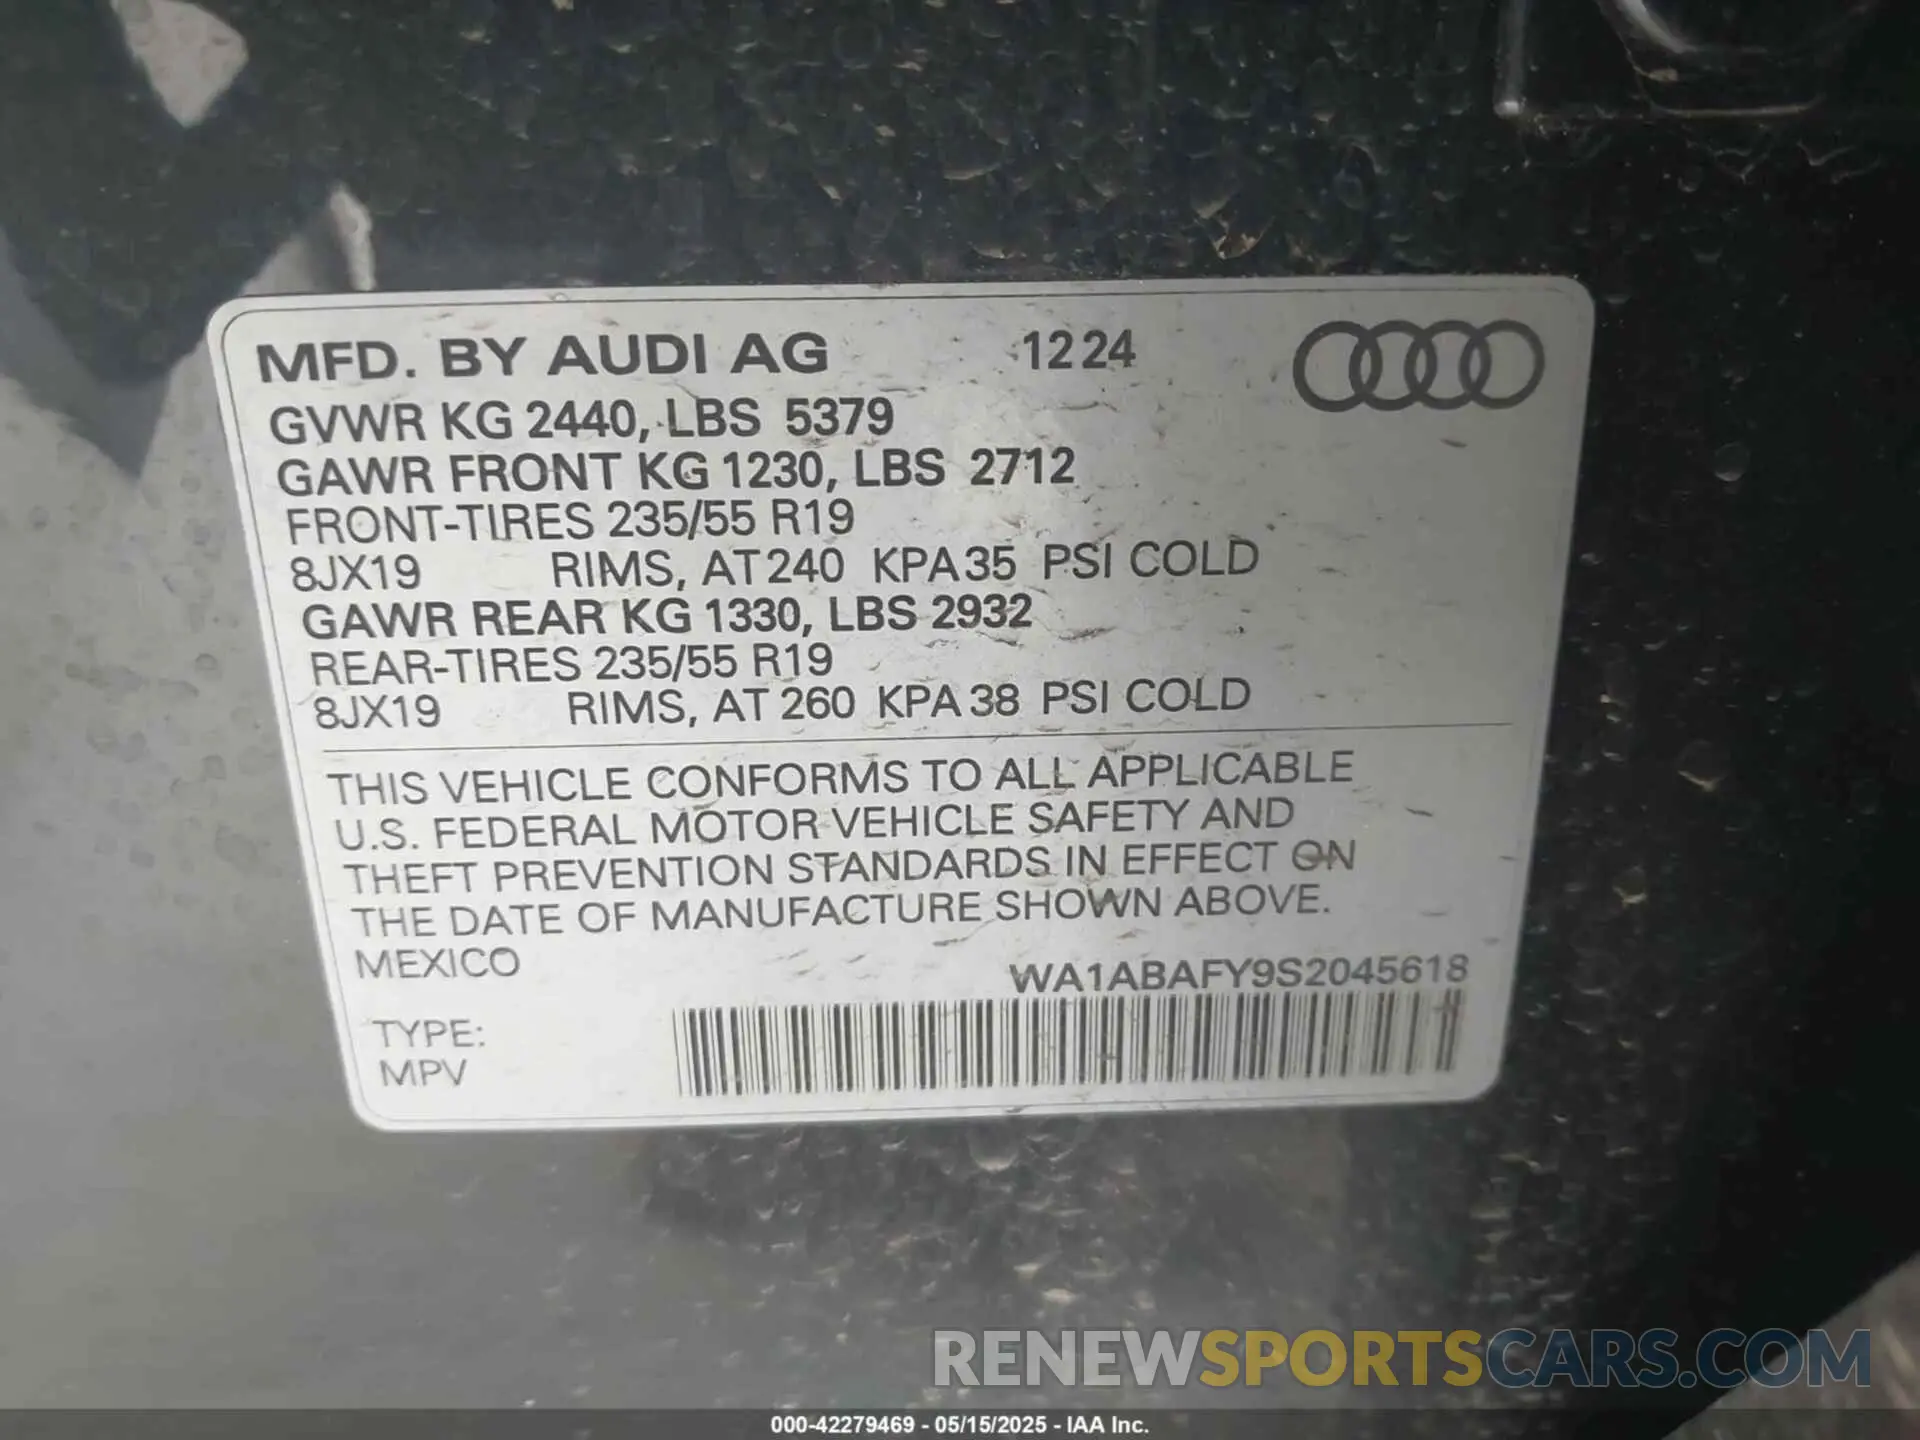 MFD. BY AUDI AG 12 24
GVWR KG 2440, LBS 5379
GAWR FRONT KG 1230, LBS 2712
FRONT-TIRES 235/55 R19
8JX19 RIMS, AT 240 KPA 35 PSI COLD
GAWR REAR KG 1330, LBS 2932
REAR-TIRES 235/55 R19
8JX19 RIMS, AT 260 KPA 38 PSI COLD
THIS VEHICLE CONFORMS TO ALL APPLICABLE
U.S. FEDERAL MOTOR VEHICLE SAFETY AND
THEFT PREVENTION STANDARDS IN EFFECT ON
THE DATE OF MANUFACTURE SHOWN ABOVE.
MEXICO
WA1ABAFY9S2045618
TYPE:
MPV
RENEWSPORTSCARS.COM
000-42279469 - 05/15/2025 - IAA Inc.